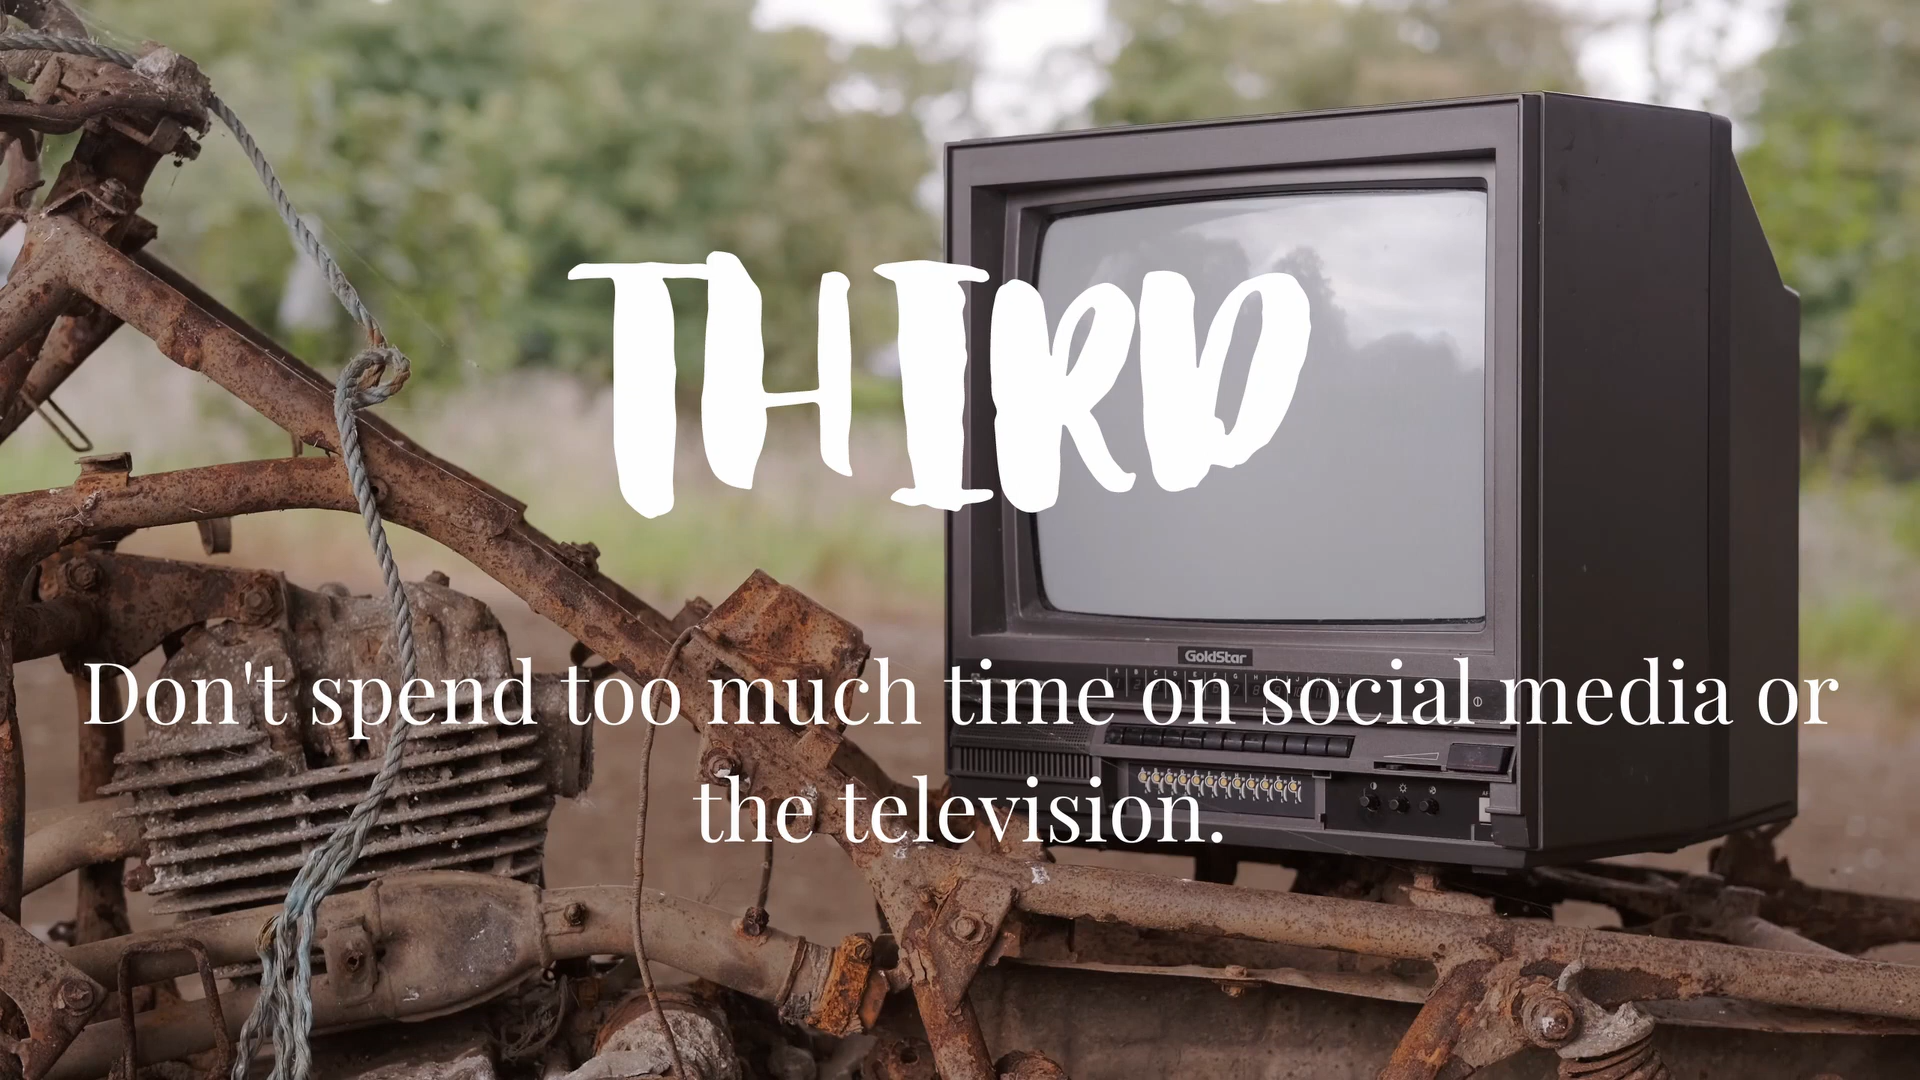 THIRD
GoldStar
Don't spend too much time on social media or
the television.